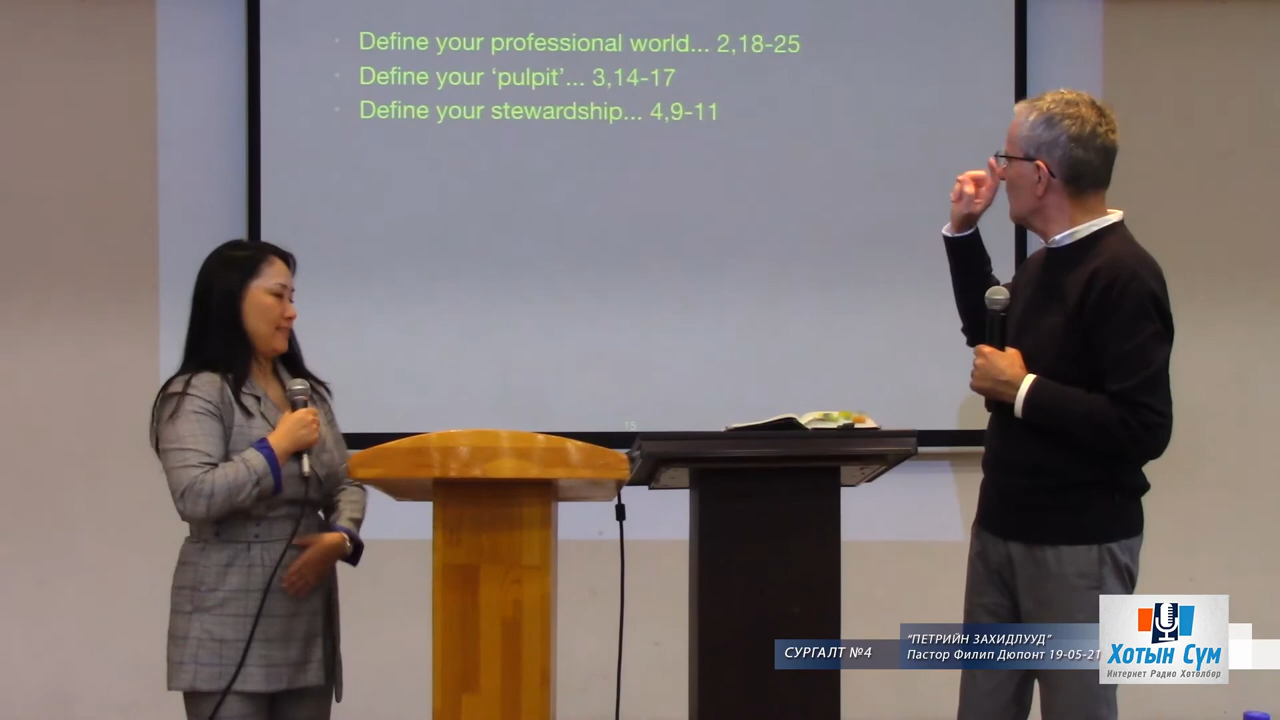 Define your professional world... 2,18-25
Define your ‘pulpit’... 3,14-17
Define your stewardship... 4,9-11
15
СУРГАЛТ №4
"ПЕТРИЙН ЗАХИДЛУУД"
Пастор Филип Дюпонт 19-05-21
Хотын Сүм
Интернет Радио Хөтөлбөр